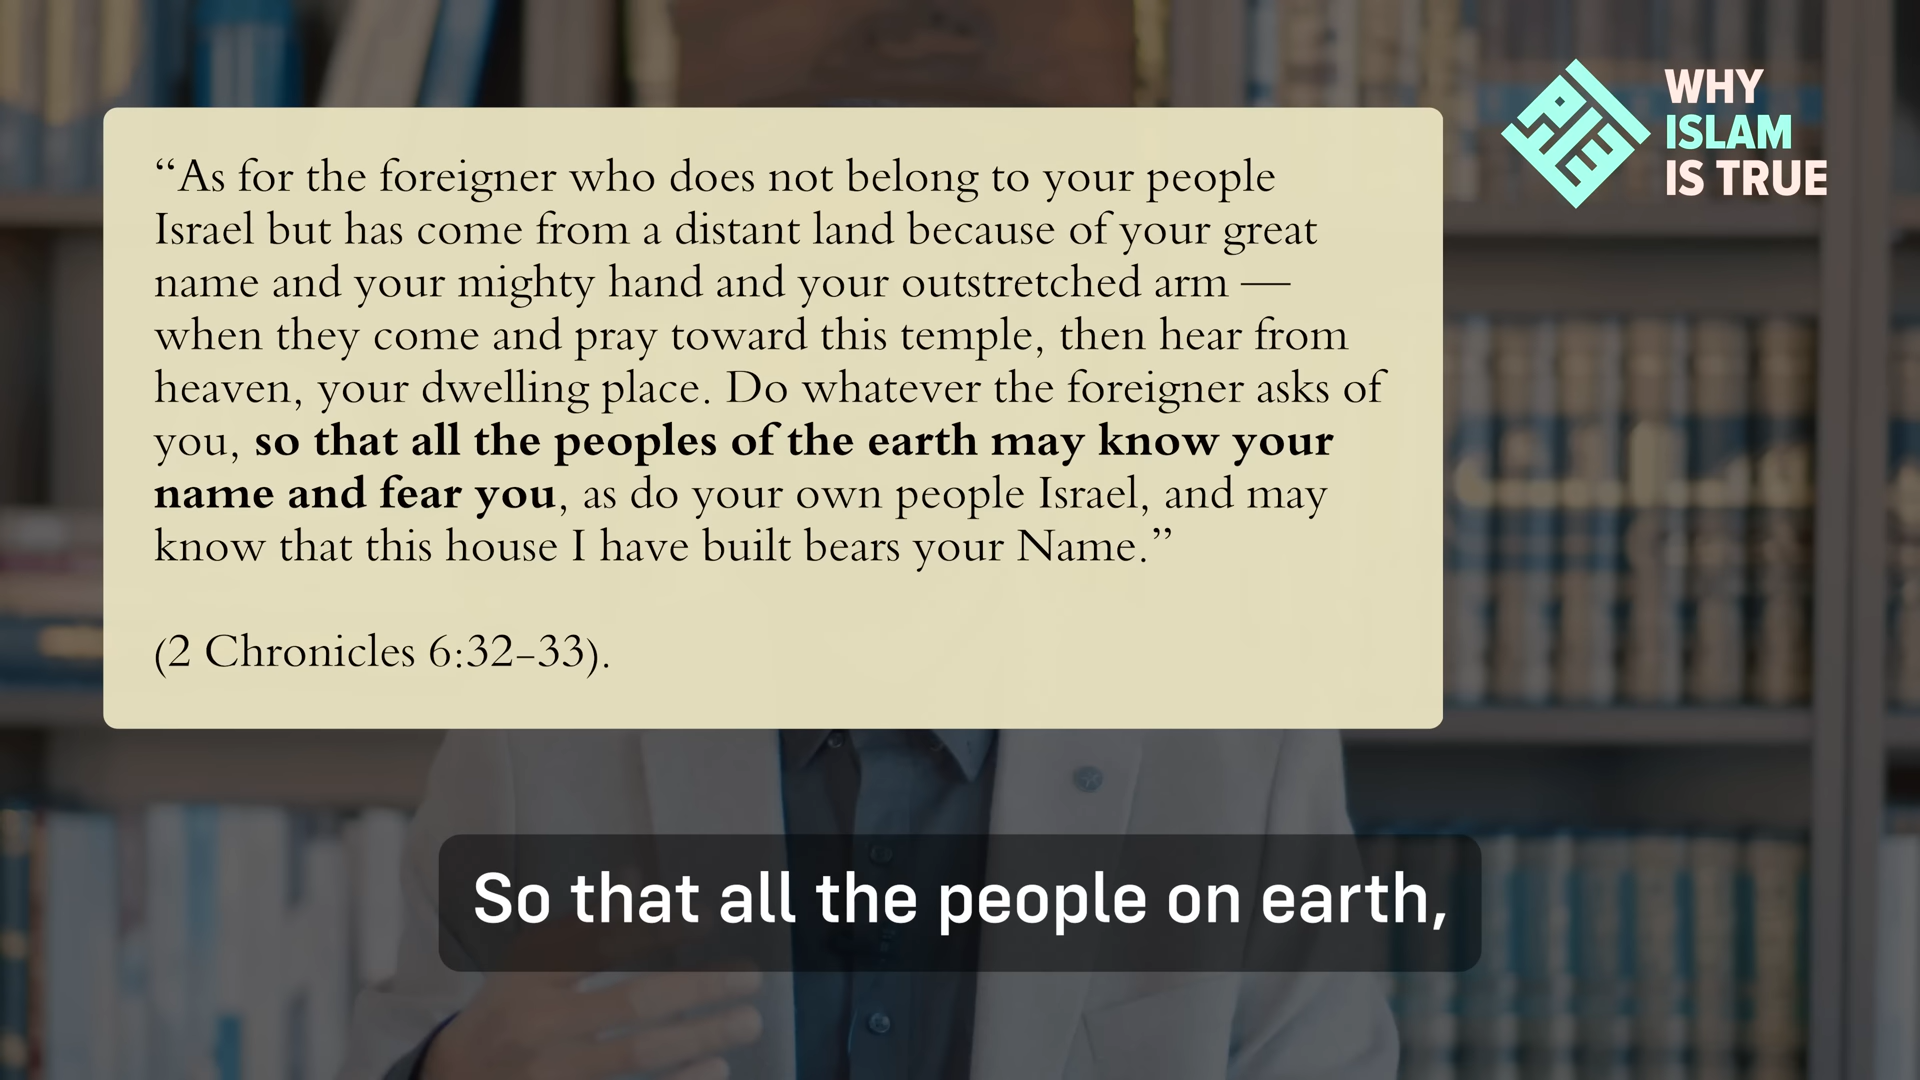 “As for the foreigner who does not belong to your people
Israel but has come from a distant land because of your great
name and your mighty hand and your outstretched arm —
when they come and pray toward this temple, then hear from
heaven, your dwelling place. Do whatever the foreigner asks of
you, so that all the peoples of the earth may know your
name and fear you, as do your own people Israel, and may
know that this house I have built bears your Name.”
(2 Chronicles 6:32–33).
WHY
ISLAM
IS TRUE
So that all the people on earth,